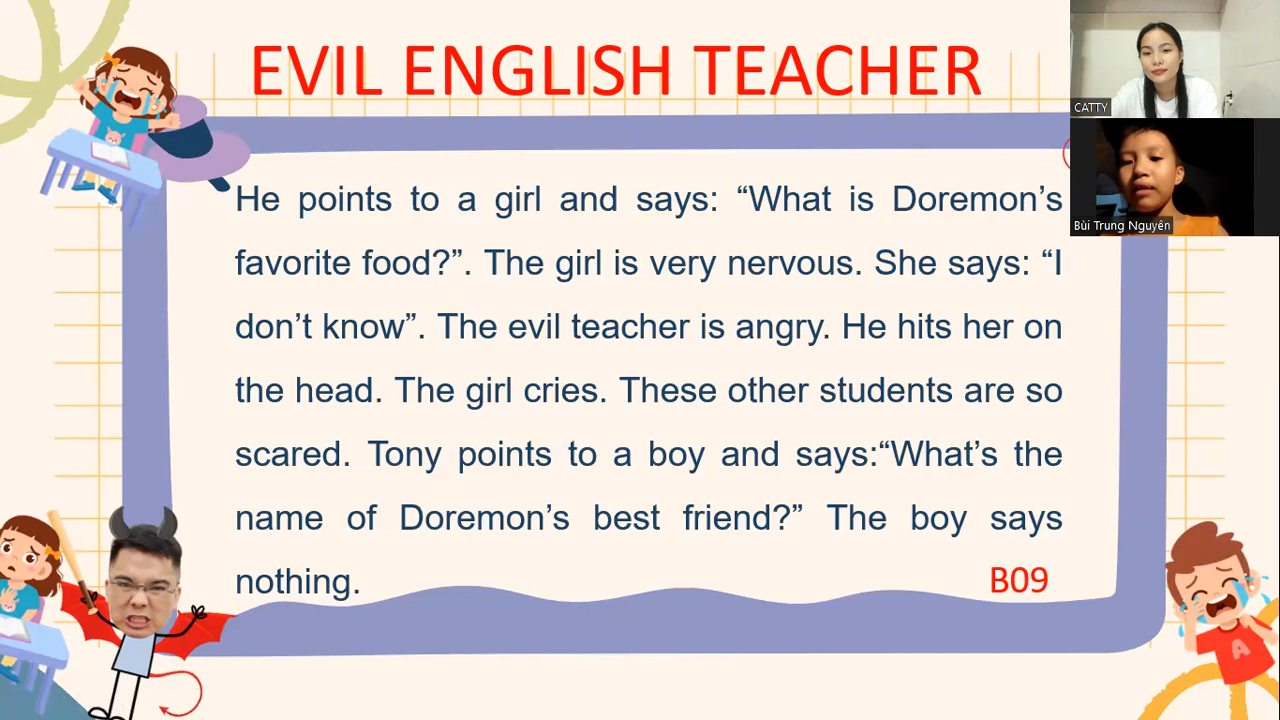 EVIL ENGLISH TEACHER
CATTY
Bùi Trung Nguyên
He points to a girl and says: “What is Doremon’s
favorite food?”. The girl is very nervous. She says: “I
don’t know”. The evil teacher is angry. He hits her on
the head. The girl cries. These other students are so
scared. Tony points to a boy and says:“What’s the
name of Doremon’s best friend?” The boy says
nothing.
B09
A